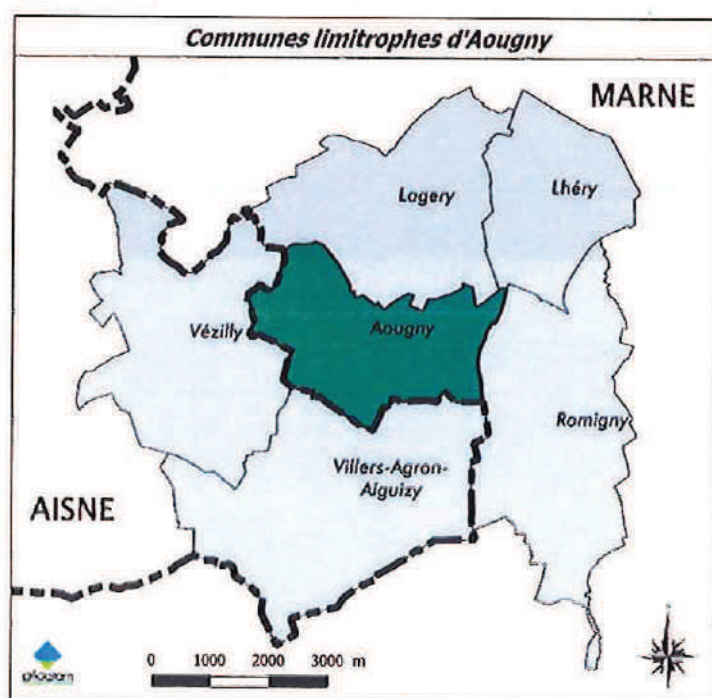 Communes limitrophes d'Aougny
MARNE
Lagery
Lhéry
Vézilly
Aougny
Romigny
Villers-Agron-
Aiguizy
AISNE
0 1000 2000 3000 m